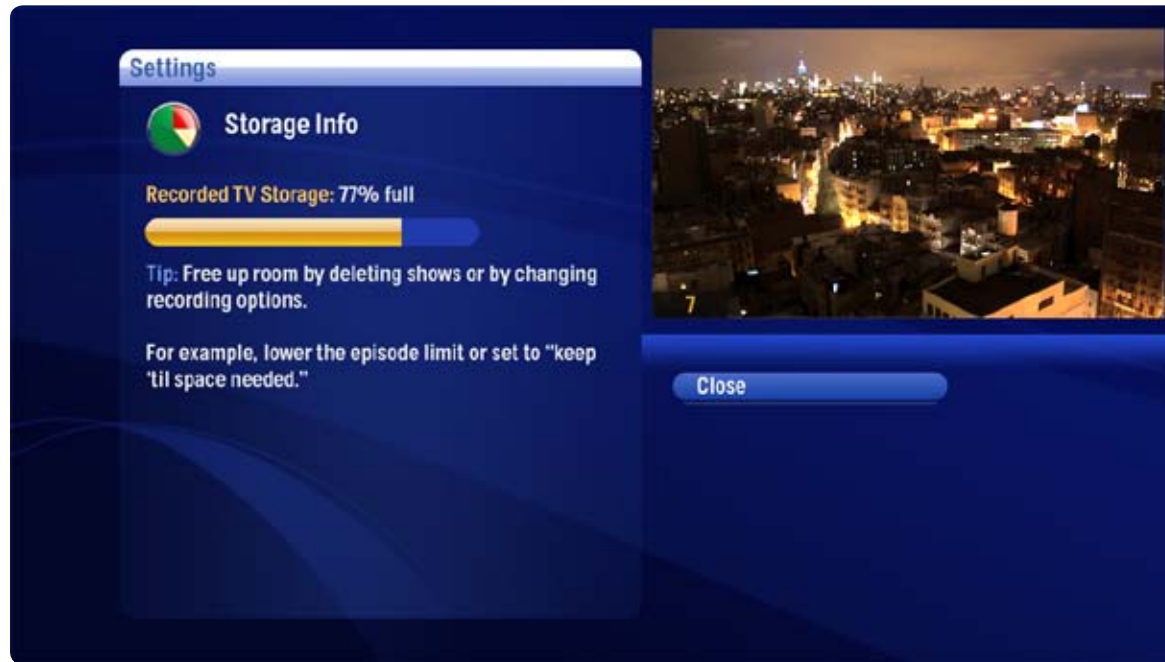 Settings
Storage Info
Recorded TV Storage: 77% full
Tip: Free up room by deleting shows or by changing
recording options.
For example, lower the episode limit or set to “keep
‘til space needed.”
7
Close